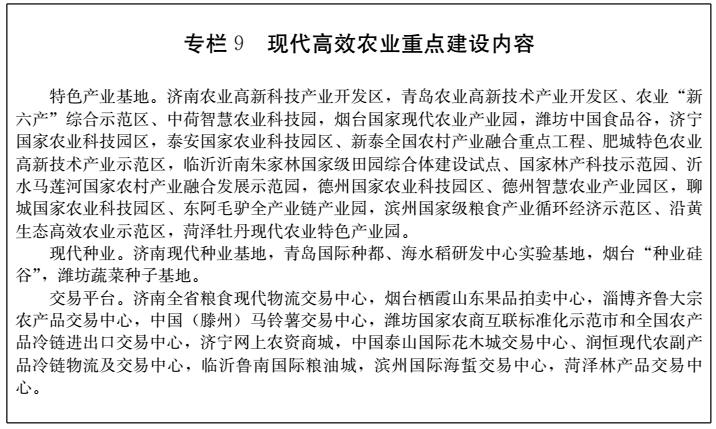 专栏 9　现代高效农业重点建设内容
特色产业基地。济南农业高新科技产业开发区，青岛农业高新技术产业开发区、农业“新
六产”综合示范区、中荷智慧农业科技园，烟台国家现代农业产业园，潍坊中国食品谷，济宁
国家农业科技园区，泰安国家农业科技园区、新泰全国农村产业融合重点工程、肥城特色农业
高新技术产业示范区，临沂沂南朱家林国家级田园综合体建设试点、国家林产科技示范园、沂
水马莲河国家农村产业融合发展示范园，德州国家农业科技园区、德州智慧农业产业园区，聊
城国家农业科技园区、东阿毛驴全产业链产业园，滨州国家级粮食产业循环经济示范区、沿黄
生态高效农业示范区，菏泽牡丹现代农业特色产业园。
现代种业。济南现代种业基地，青岛国际种都、海水稻研发中心实验基地，烟台“种业硅
谷”，潍坊蔬菜种子基地。
交易平台。济南全省粮食现代物流交易中心，烟台栖霞山东果品拍卖中心，淄博齐鲁大宗
农产品交易中心，中国（滕州）马铃薯交易中心，潍坊国家农商互联标准化示范市和全国农产
品冷链进出口交易中心，济宁网上农资商城，中国泰山国际花木城交易中心、润恒现代农副产
品冷链物流及交易中心，临沂鲁南国际粮油城，滨州国际海蜇交易中心，菏泽林产品交易中
心。